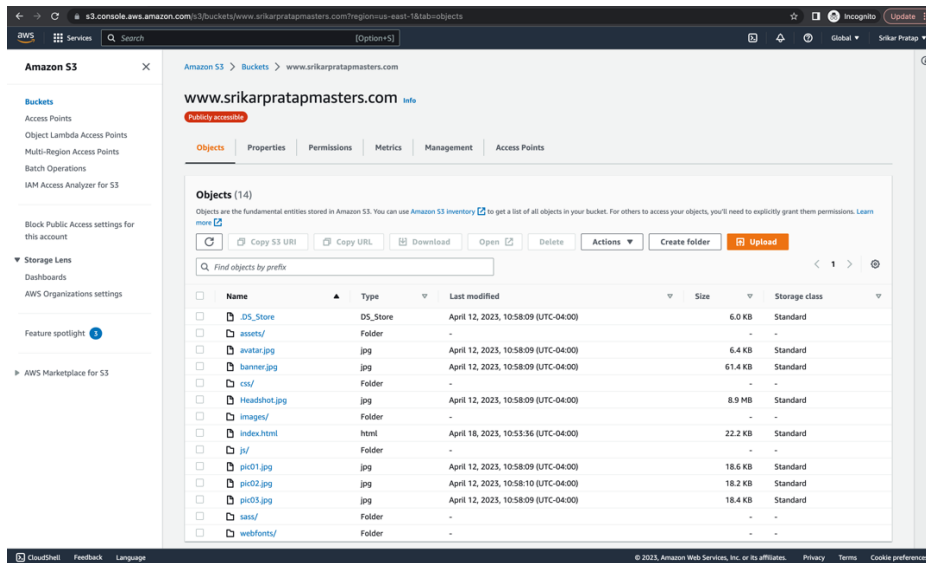 s3.console.aws.amazon.com/s3/buckets/www.srikarpratapmasters.com?region=us-east-1&tab=objects Incognito Update
aws Services Search [Option+S] Global Srikar Pratap
Amazon S3
Buckets
Access Points
Object Lambda Access Points
Multi-Region Access Points
Batch Operations
IAM Access Analyzer for S3
Block Public Access settings for
this account
Storage Lens
Dashboards
AWS Organizations settings
Feature spotlight 3
AWS Marketplace for S3
Amazon S3 > Buckets > www.srikarpratapmasters.com
www.srikarpratapmasters.com Info
Publicly accessible
Objects Properties Permissions Metrics Management Access Points
Objects (14)
Objects are the fundamental entities stored in Amazon S3. You can use Amazon S3 inventory to get a list of all objects in your bucket. For others to access your objects, you'll need to explicitly grant them permissions. Learn
more
Copy S3 URI Copy URL Download Open Delete Actions Create folder Upload
Find objects by prefix < 1 >
Name Type Last modified Size Storage class
.DS_Store DS_Store April 12, 2023, 10:58:09 (UTC-04:00) 6.0 KB Standard
assets/ Folder - - -
avatar.jpg jpg April 12, 2023, 10:58:09 (UTC-04:00) 6.4 KB Standard
banner.jpg jpg April 12, 2023, 10:58:09 (UTC-04:00) 61.4 KB Standard
css/ Folder - - -
Headshot.jpg jpg April 12, 2023, 10:58:09 (UTC-04:00) 8.9 MB Standard
images/ Folder - - -
index.html html April 18, 2023, 10:53:36 (UTC-04:00) 22.2 KB Standard
js/ Folder - - -
pic01.jpg jpg April 12, 2023, 10:58:09 (UTC-04:00) 18.6 KB Standard
pic02.jpg jpg April 12, 2023, 10:58:10 (UTC-04:00) 18.2 KB Standard
pic03.jpg jpg April 12, 2023, 10:58:09 (UTC-04:00) 18.4 KB Standard
sass/ Folder - - -
webfonts/ Folder - - -
CloudShell Feedback Language © 2023, Amazon Web Services, Inc. or its affiliates. Privacy Terms Cookie preferences